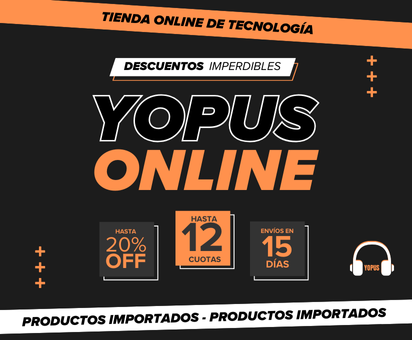 TIENDA ONLINE DE TECNOLOGÍA
DESCUENTOS IMPERDIBLES
YOPUS
ONLINE
HASTA
20%
OFF
HASTA
12
CUOTAS
ENVÍOS EN
15
DÍAS
YOPUS
PRODUCTOS IMPORTADOS - PRODUCTOS IMPORTADOS